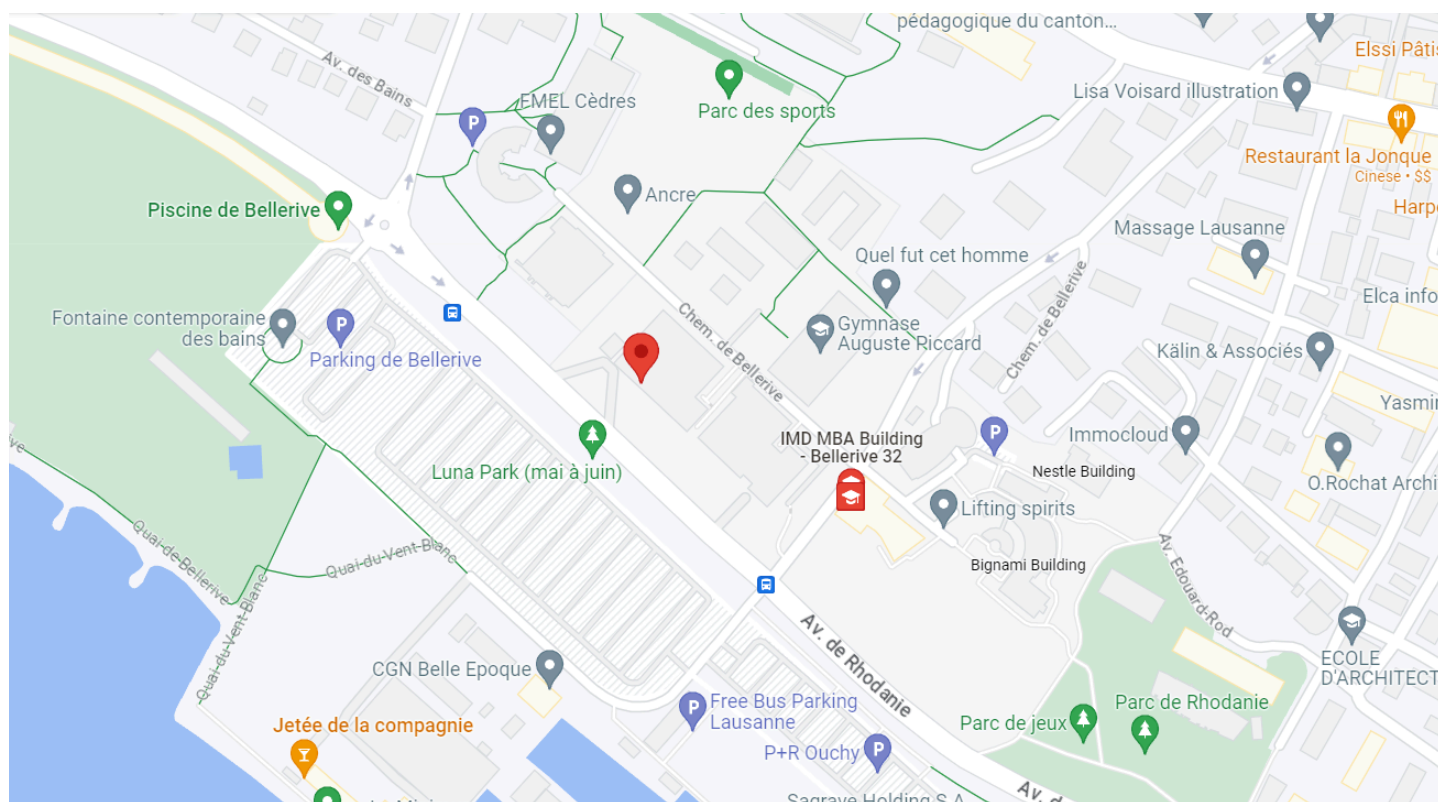 pédagogique du canton...
Elssi Pâtis
Av. des Bains
Lisa Voisard illustration
EMEL Cèdres
Parc des sports
Restaurant la Jonque
Cinese • $$
Ancre
Harpe
Piscine de Bellerive
Massage Lausanne
Quel fut cet homme
Elca info
Fontaine contemporaine
des bains
Parking de Bellerive
Chem. de Bellerive
Gymnase
Auguste Piccard
Chem. de Bellerive
Kälin & Associés
Yasmin
IMD MBA Building
- Bellerive 32
Immocloud
Luna Park (mai à juin)
Nestle Building
O.Rochat Archi
Lifting spirits
Quai-de-Bellerive
Quai-du-Vent-Blanc
Bignami Building
Av. Edouard-Rod
Quai-du-Vent-Blanc
Av. de Rhodanie
CGN Belle Epoque
ECOLE
D'ARCHITECT
Free Bus Parking
Lausanne
Parc de jeux
Parc de Rhodanie
Jetée de la compagnie
P+R Ouchy
Av. d
Sagrave Holding S.A